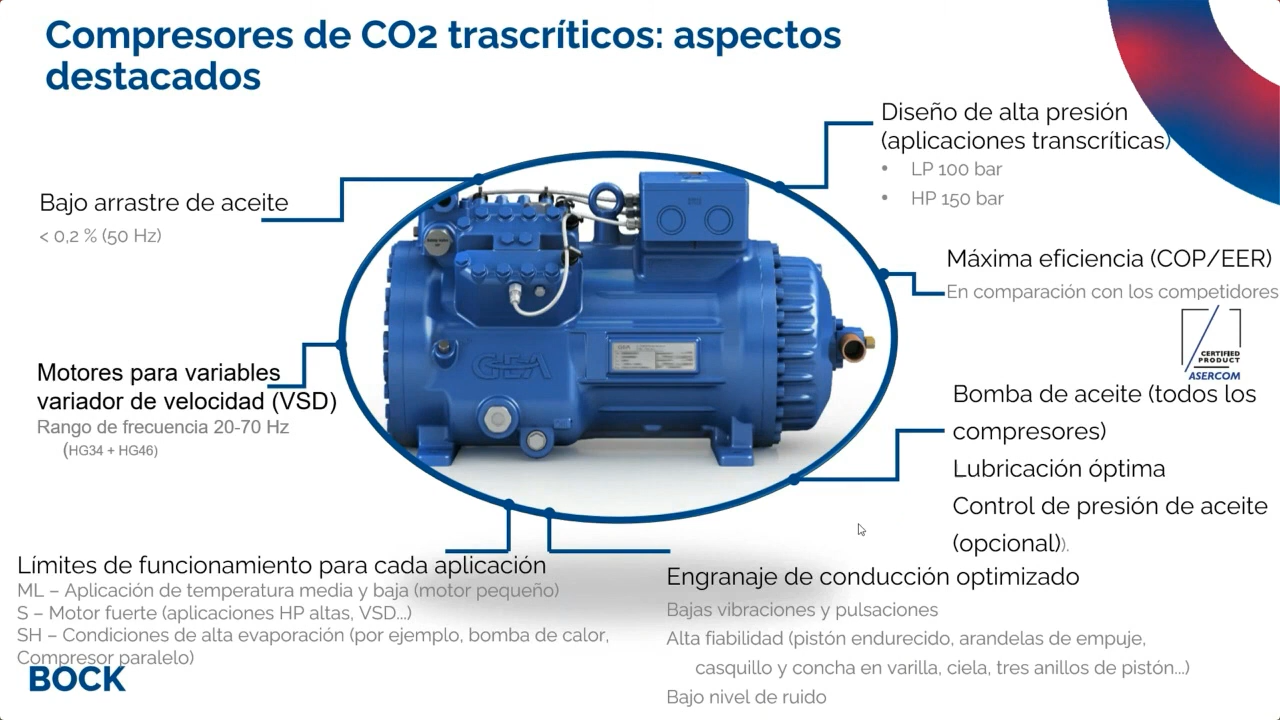 Compresores de CO2 trascríticos: aspectos
destacados
Diseño de alta presión
(aplicaciones transcríticas)
• LP 100 bar
• HP 150 bar
Bajo arrastre de aceite
< 0,2 % (50 Hz)
Máxima eficiencia (COP/EER)
En comparación con los competidores
CERTIFIED
PRODUCT
ASERCOM
Motores para variables
variador de velocidad (VSD)
Rango de frecuencia 20-70 Hz
(HG34 + HG46)
GEA
GEA
Bomba de aceite (todos los
compresores)
Lubricación óptima
Control de presión de aceite
(opcional)).
Límites de funcionamiento para cada aplicación
ML – Aplicación de temperatura media y baja (motor pequeño)
S – Motor fuerte (aplicaciones HP altas, VSD...)
SH – Condiciones de alta evaporación (por ejemplo, bomba de calor,
Compresor paralelo)
BOCK
Engranaje de conducción optimizado
Bajas vibraciones y pulsaciones
Alta fiabilidad (pistón endurecido, arandelas de empuje,
casquillo y concha en varilla, ciela, tres anillos de pistón...)
Bajo nivel de ruido